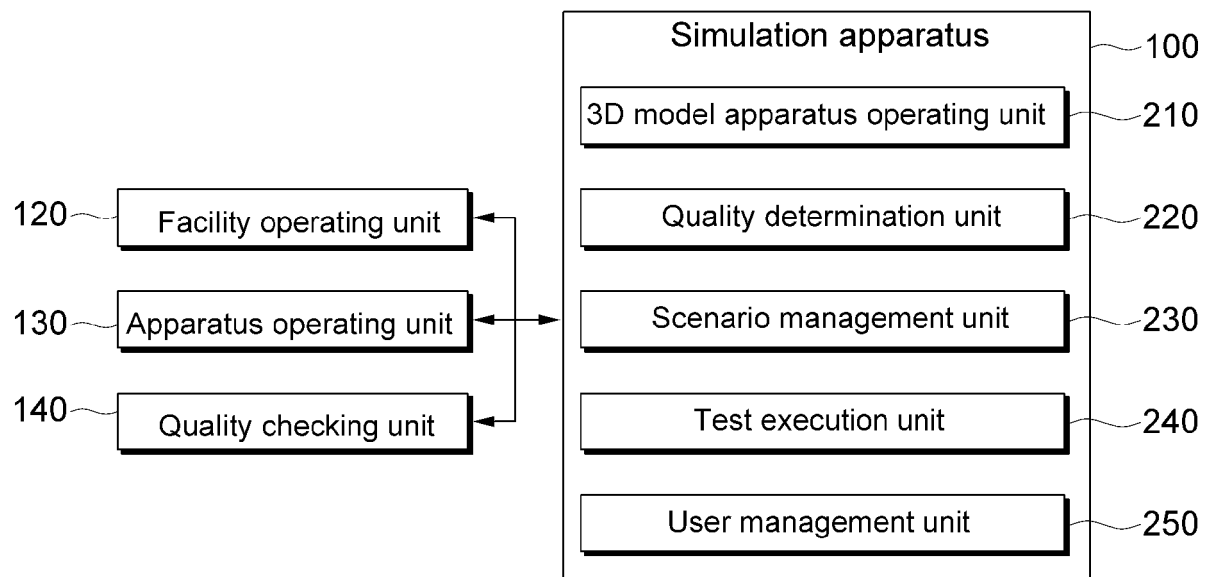 Simulation apparatus
100
3D model apparatus operating unit
210
120
Facility operating unit
Quality determination unit
220
130
Apparatus operating unit
Scenario management unit
230
140
Quality checking unit
Test execution unit
240
User management unit
250